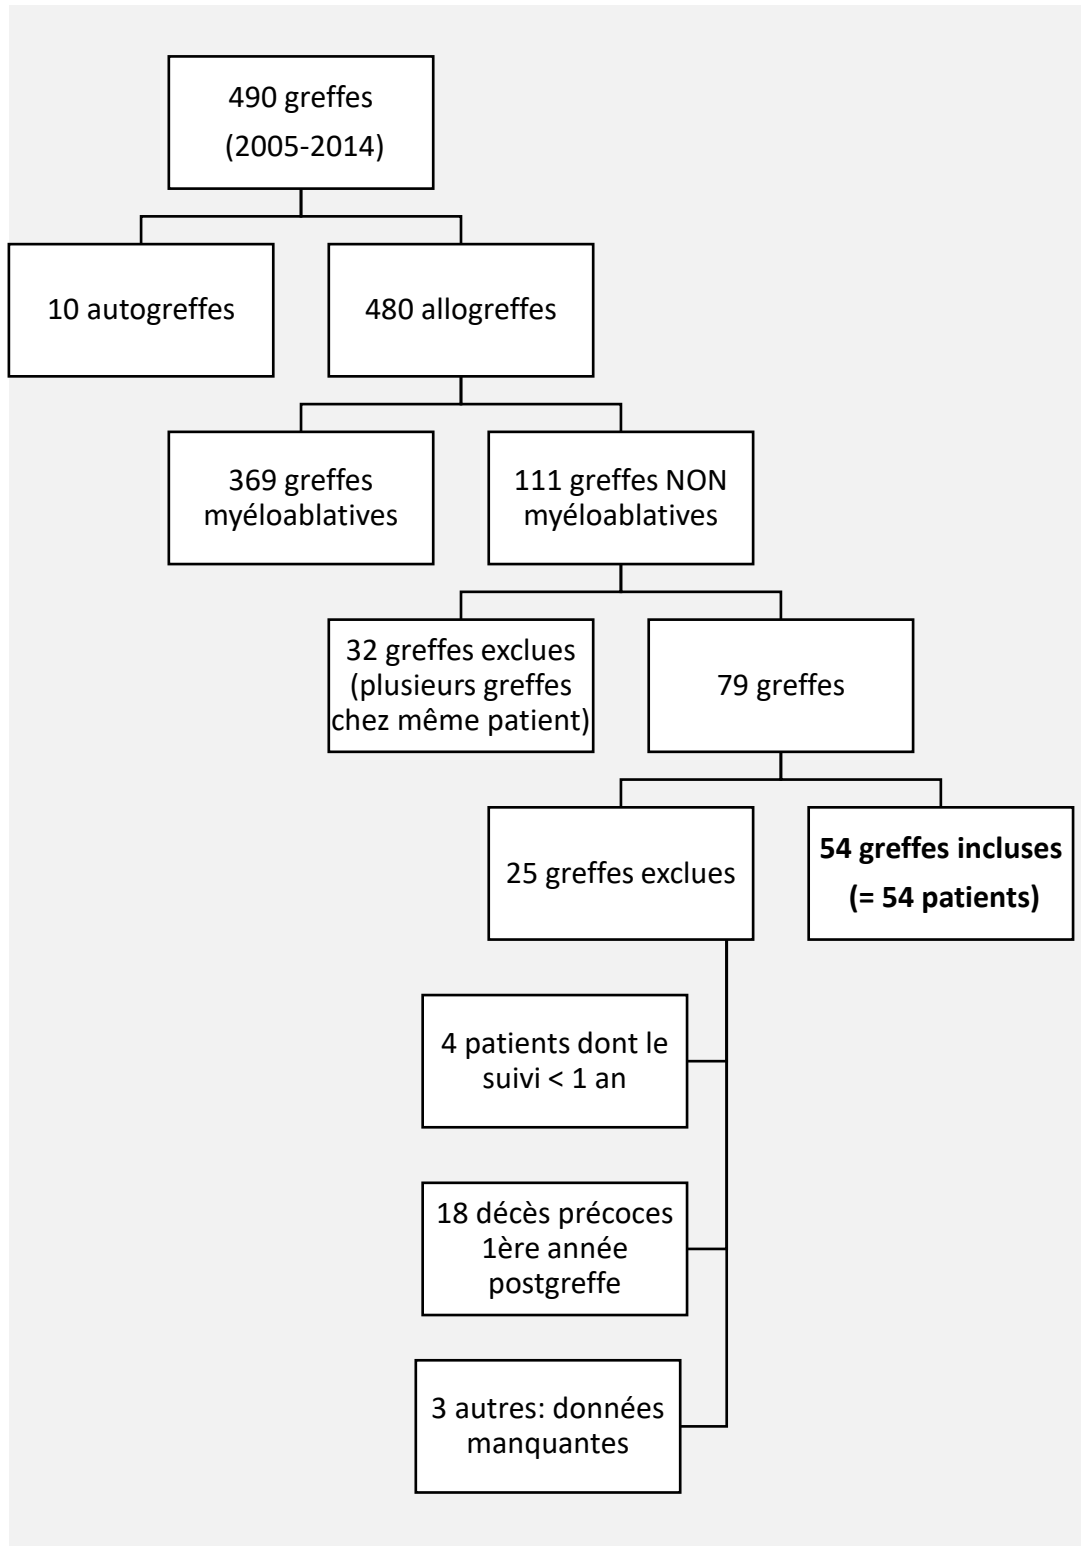 490 greffes
(2005-2014)
10 autogreffes
480 allogreffes
369 greffes
myéloablatives
111 greffes NON
myéloablatives
32 greffes exclues
(plusieurs greffes
chez même patient)
79 greffes
25 greffes exclues
54 greffes incluses
(= 54 patients)
4 patients dont le
suivi < 1 an
18 décès précoces
1ère année
postgreffe
3 autres: données
manquantes